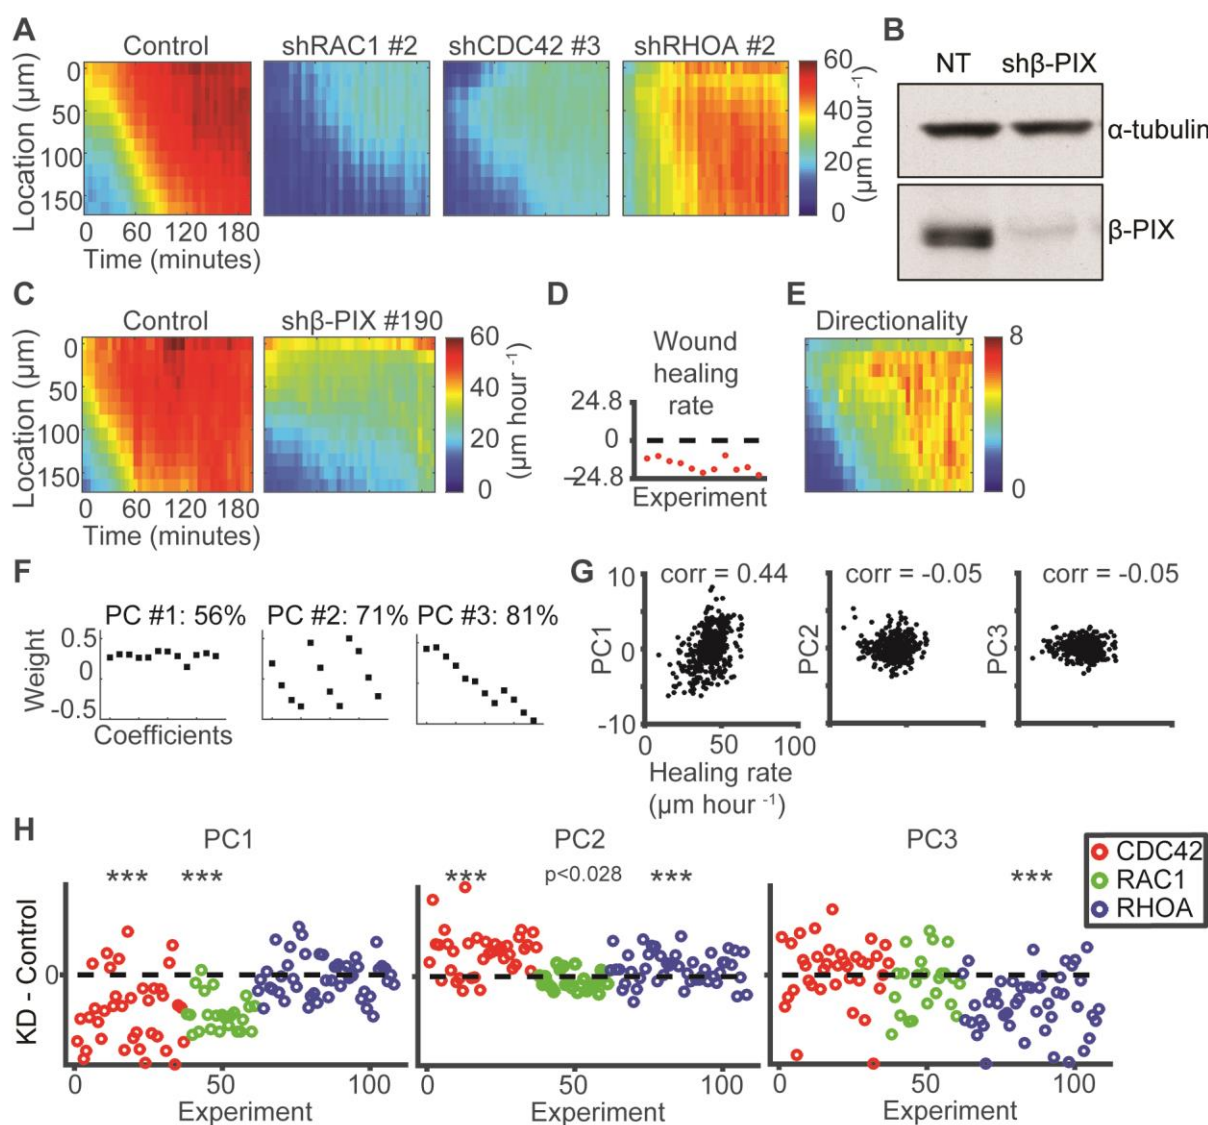 A
Control
shRAC1 #2
shCDC42 #3
shRHOA #2
Location (µm)
0
50
100
150
0 60 120 180
Time (minutes)
60
40
20
0
(µm hour -1)
B
NT shβ-PIX
α-tubulin
β-PIX
C
Control
shβ-PIX #190
Location (µm)
0
50
100
150
0 60 120 180
Time (minutes)
60
40
20
0
(µm hour -1)
D
Wound
healing
rate
24.8
0
-24.8
Experiment
E
Directionality
8
0
F
PC #1: 56%
PC #2: 71%
PC #3: 81%
Weight
0.5
0
-0.5
Coefficients
G
corr = 0.44
corr = -0.05
corr = -0.05
PC1
10
0
-10
0 50 100
Healing rate
(µm hour -1)
PC2
PC3
H
PC1
PC2
PC3
CDC42
RAC1
RHOA
*** ***
*** p<0.028 ***
***
KD - Control
0
0 50 100
Experiment
0 50 100
Experiment
0 50 100
Experiment